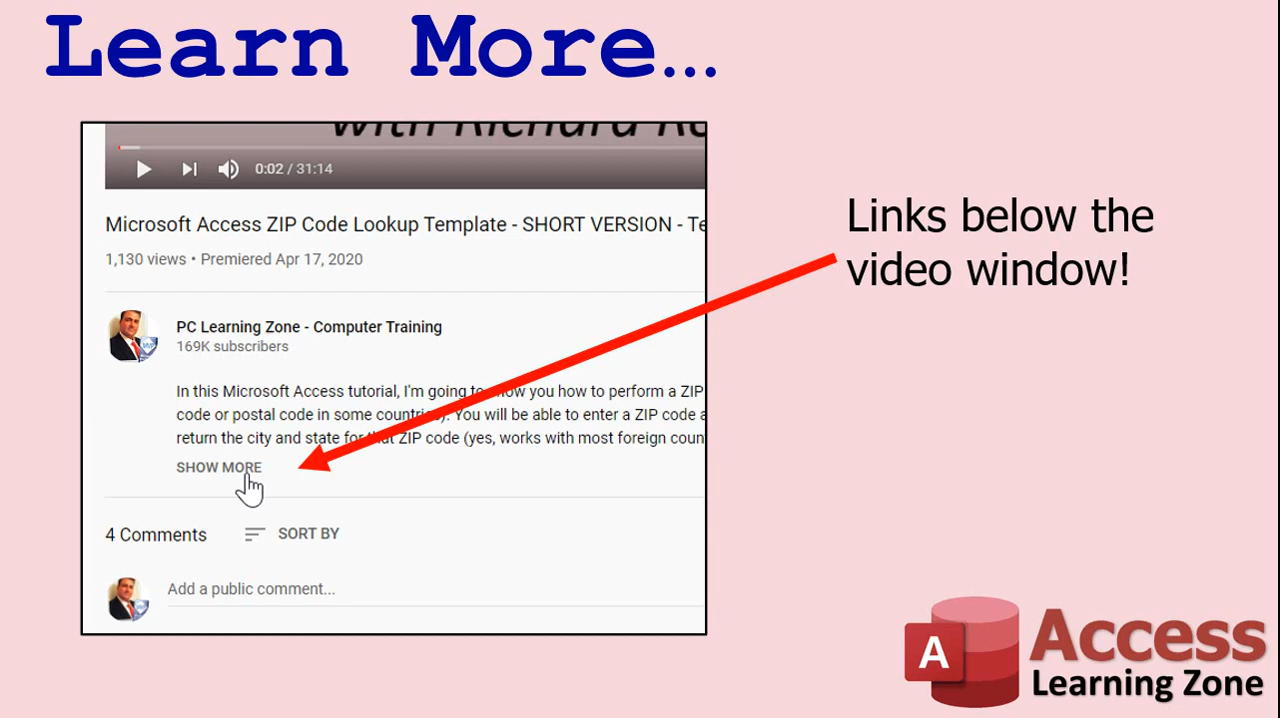 Learn More...
with Richard
0:02 / 31:14
Microsoft Access ZIP Code Lookup Template - SHORT VERSION - Te
1,130 views • Premiered Apr 17, 2020
Links below the
video window!
PC Learning Zone - Computer Training
169K subscribers
In this Microsoft Access tutorial, I'm going to show you how to perform a ZIP
code or postal code in some countries). You will be able to enter a ZIP code a
return the city and state for that ZIP code (yes, works with most foreign coun
SHOW MORE
4 Comments
SORT BY
Add a public comment...
A
Access
Learning Zone